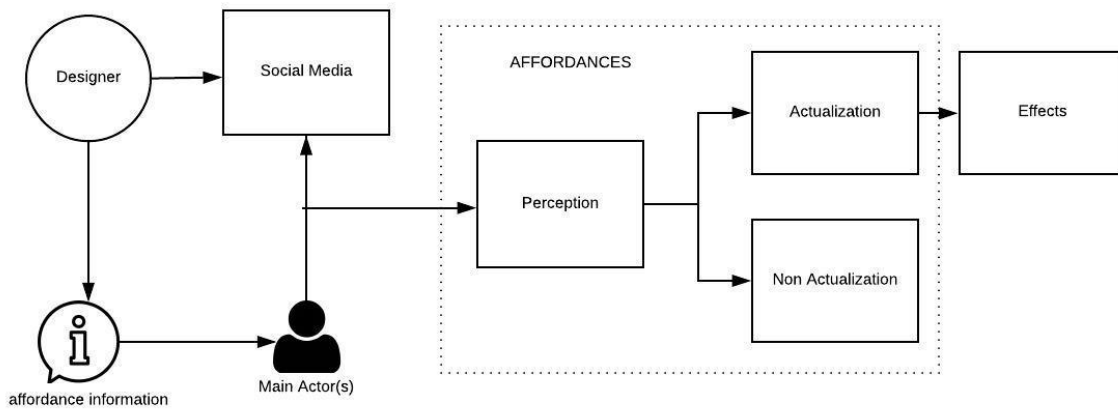 AFFORDANCES
Designer
Social Media
Actualization
Effects
Perception
Non Actualization
Main Actor(s)
affordance information